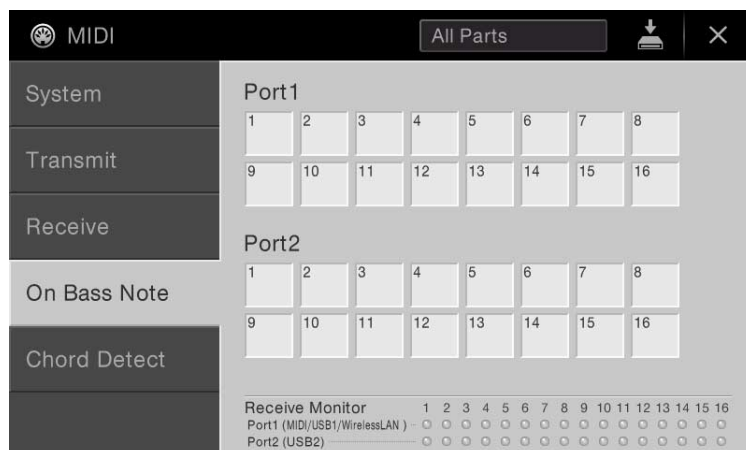 MIDI
All Parts
System
Transmit
Receive
On Bass Note
Chord Detect
Port1
1 2 3 4 5 6 7 8
9 10 11 12 13 14 15 16
Port2
1 2 3 4 5 6 7 8
9 10 11 12 13 14 15 16
Receive Monitor 1 2 3 4 5 6 7 8 9 10 11 12 13 14 15 16
Port1 (MIDI/USB1/WirelessLAN )
Port2 (USB2)